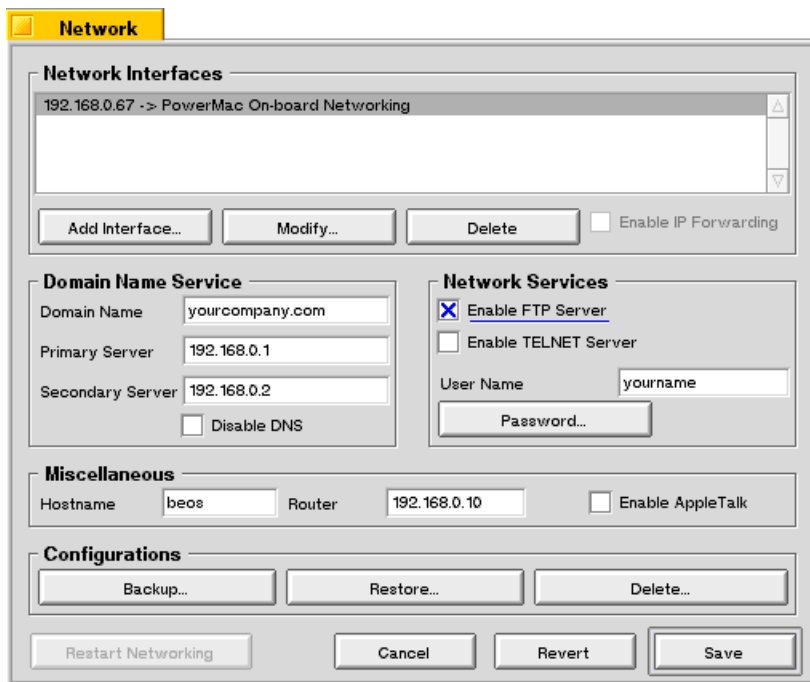 Network
Network Interfaces
192.168.0.67 -> PowerMac On-board Networking
Add Interface... Modify... Delete Enable IP Forwarding
Domain Name Service
Domain Name yourcompany.com
Primary Server 192.168.0.1
Secondary Server 192.168.0.2
Disable DNS
Network Services
Enable FTP Server
Enable TELNET Server
User Name yourname
Password...
Miscellaneous
Hostname beos Router 192.168.0.10 Enable AppleTalk
Configurations
Backup... Restore... Delete...
Restart Networking Cancel Revert Save